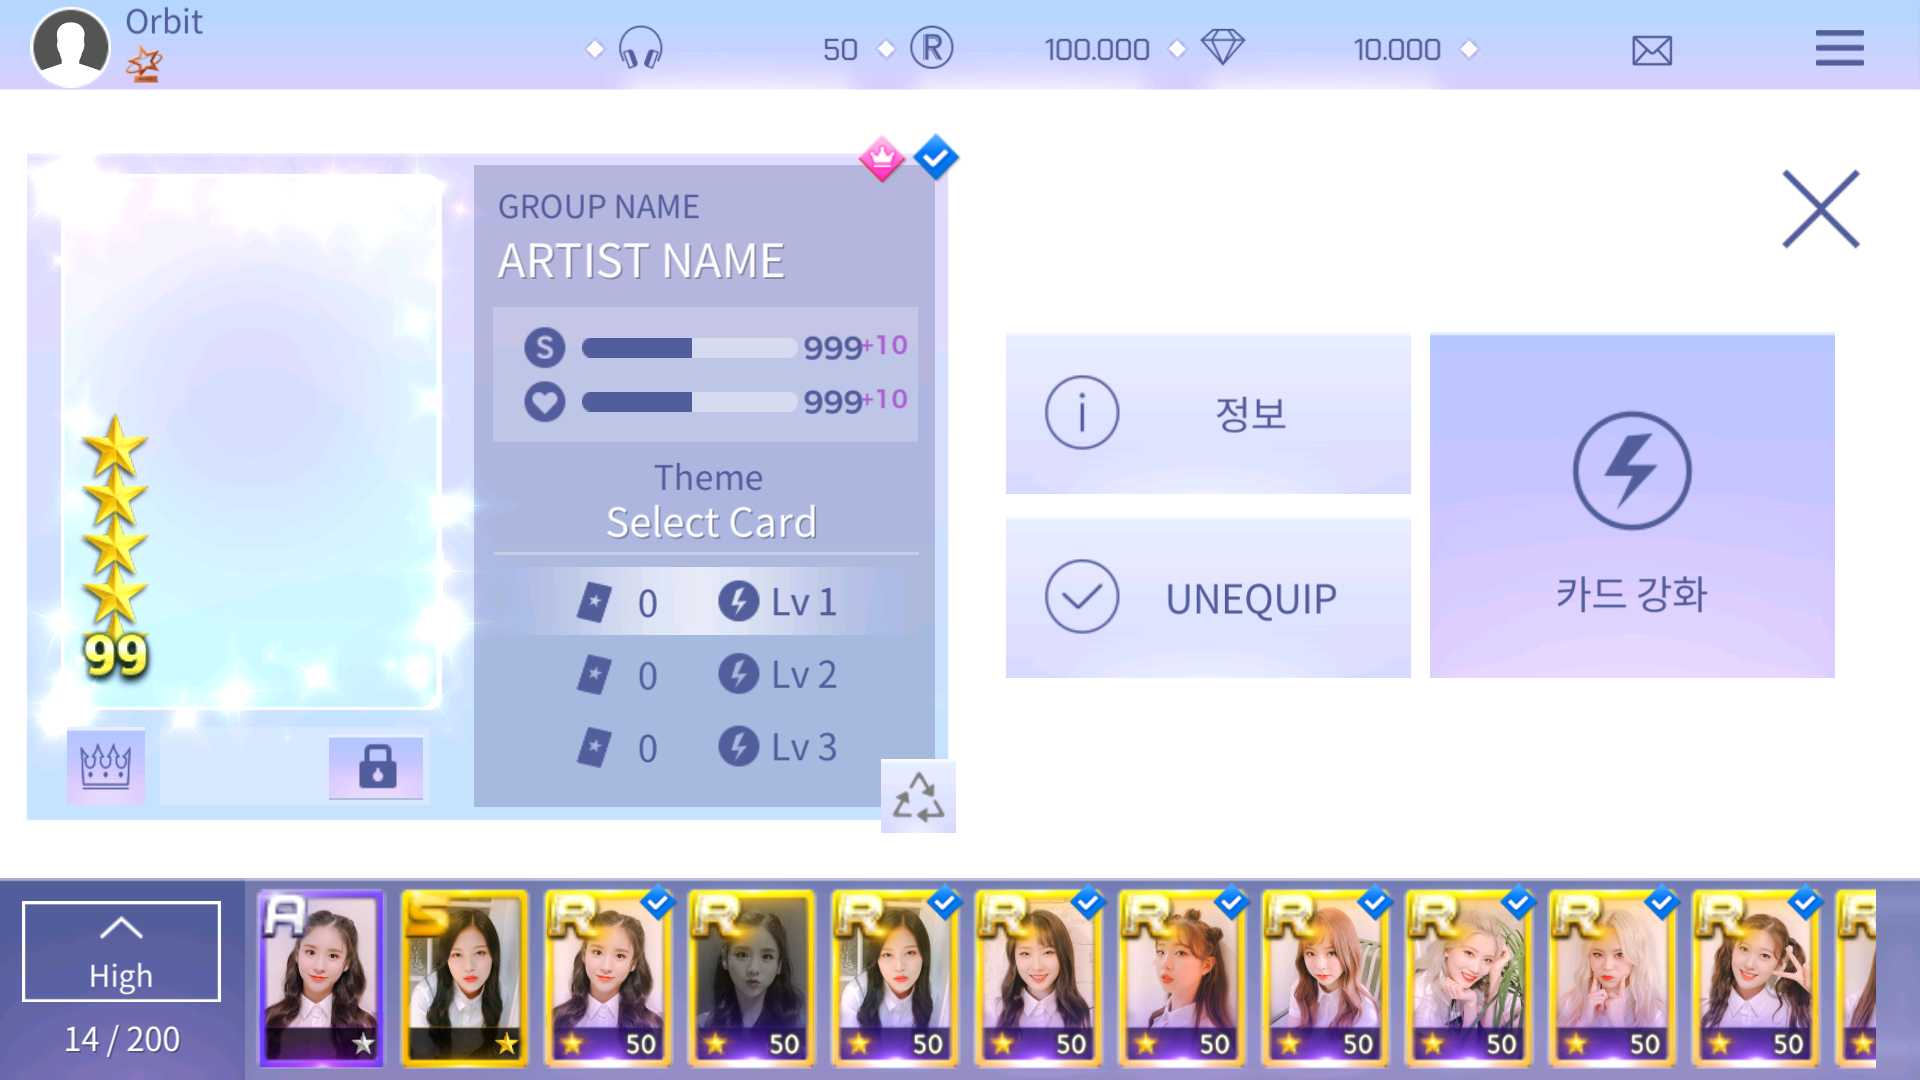 Orbit
50
R
100.000
10.000
GROUP NAME
ARTIST NAME
S 999 +10
999 +10
Theme
Select Card
0 Lv 1
0 Lv 2
0 Lv 3
99
i 정보
UNEQUIP
카드 강화
High
14 / 200
A S R R R R R R R R R R
50 50 50 50 50 50 50 50 50